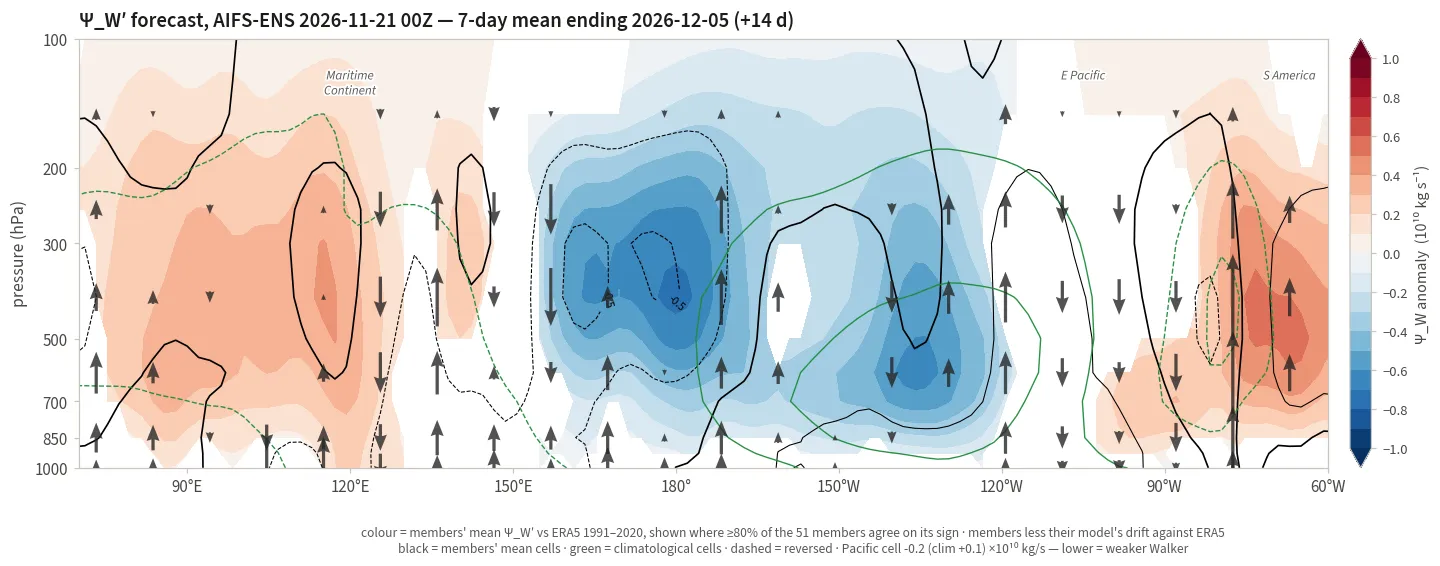 Ψ_W′ forecast, AIFS-ENS 2026-11-21 00Z — 7-day mean ending 2026-12-05 (+14 d)
100
200
300
400
500
700
850
1000
pressure (hPa)
Maritime
Continent
E Pacific
S America
-0.5
90°E
120°E
150°E
180°
150°W
120°W
90°W
60°W
1.0
0.8
0.6
0.4
0.2
0.0
−0.2
−0.4
−0.6
−0.8
−1.0
Ψ_W anomaly (10¹⁰ kg s⁻¹)
colour = members' mean Ψ_W′ vs ERA5 1991–2020, shown where ≥80% of the 51 members agree on its sign · members less their model's drift against ERA5
black = members' mean cells · green = climatological cells · dashed = reversed · Pacific cell -0.2 (clim +0.1) ×10¹⁰ kg/s — lower = weaker Walker